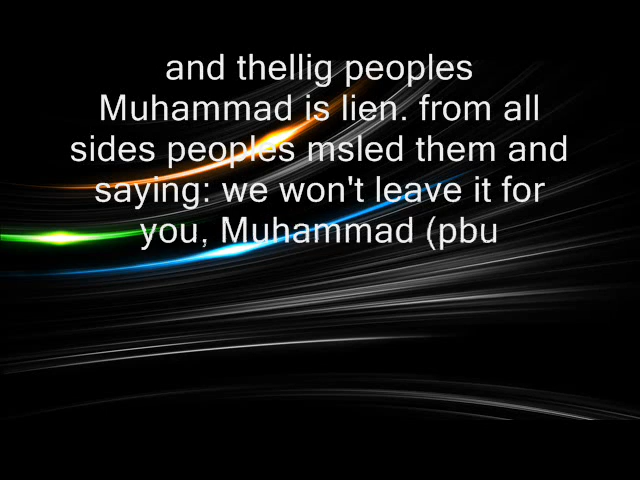 and thellig peoples
Muhammad is lien. from all
sides peoples msled them and
saying: we won't leave it for
you, Muhammad (pbu